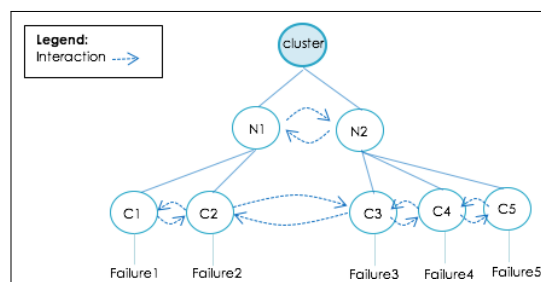 Legend:
Interaction
cluster
N1 N2
C1 C2 C3 C4 C5
Failure1 Failure2 Failure3 Failure4 Failure5